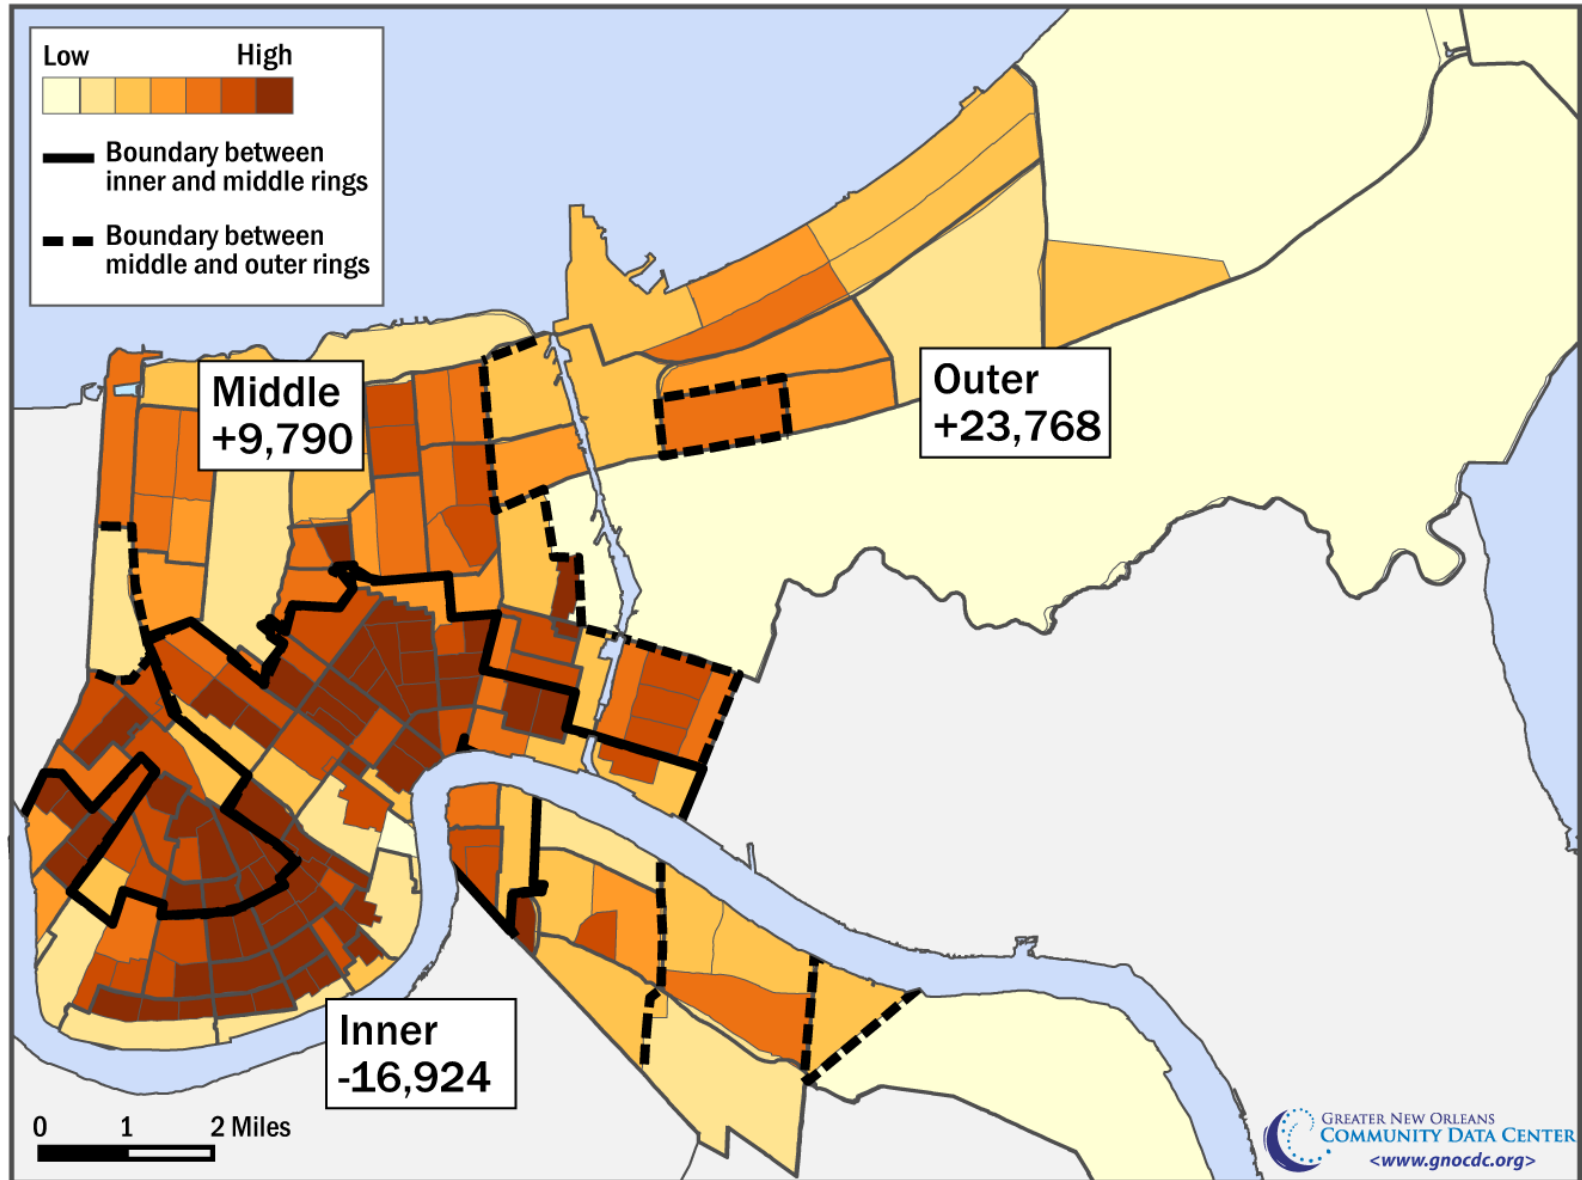 Low High
Boundary between
inner and middle rings
Boundary between
middle and outer rings
Middle
+9,790
Outer
+23,768
Inner
-16,924
0 1 2 Miles
GREATER NEW ORLEANS
COMMUNITY DATA CENTER
<www.gnocdc.org>